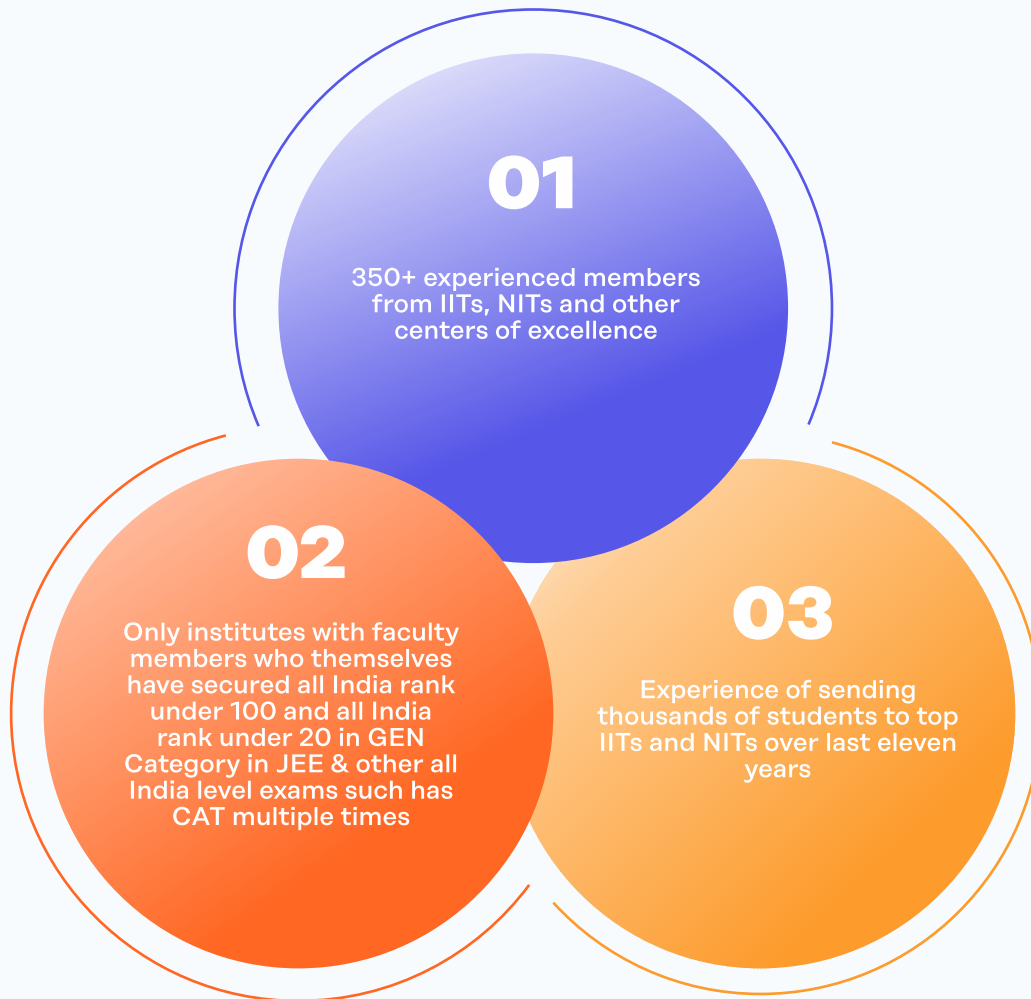 01
350+ experienced members
from IITs, NITs and other
centers of excellence
02
Only institutes with faculty
members who themselves
have secured all India rank
under 100 and all India
rank under 20 in GEN
Category in JEE & other all
India level exams such has
CAT multiple times
03
Experience of sending
thousands of students to top
IITs and NITs over last eleven
years